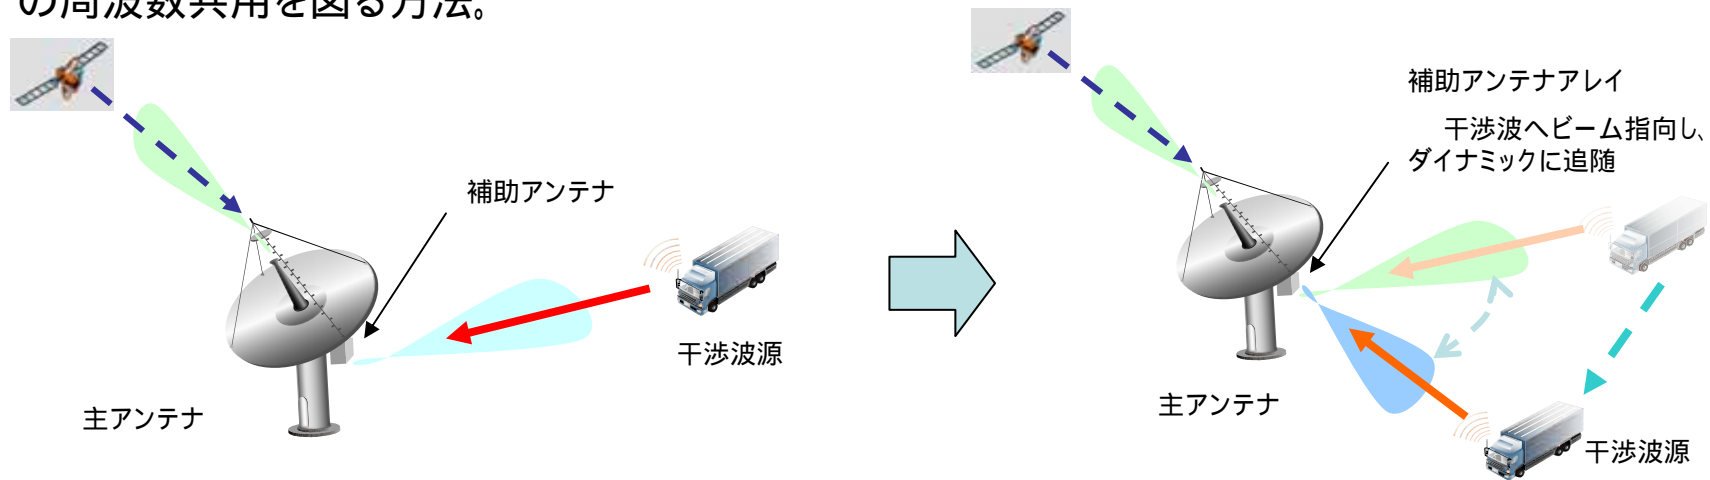 の周波数共用を図る方法。
補助アンテナ
干渉波源
主アンテナ
補助アンテナアレイ
干渉波へビーム指向し、
ダイナミックに追随
主アンテナ
干渉波源